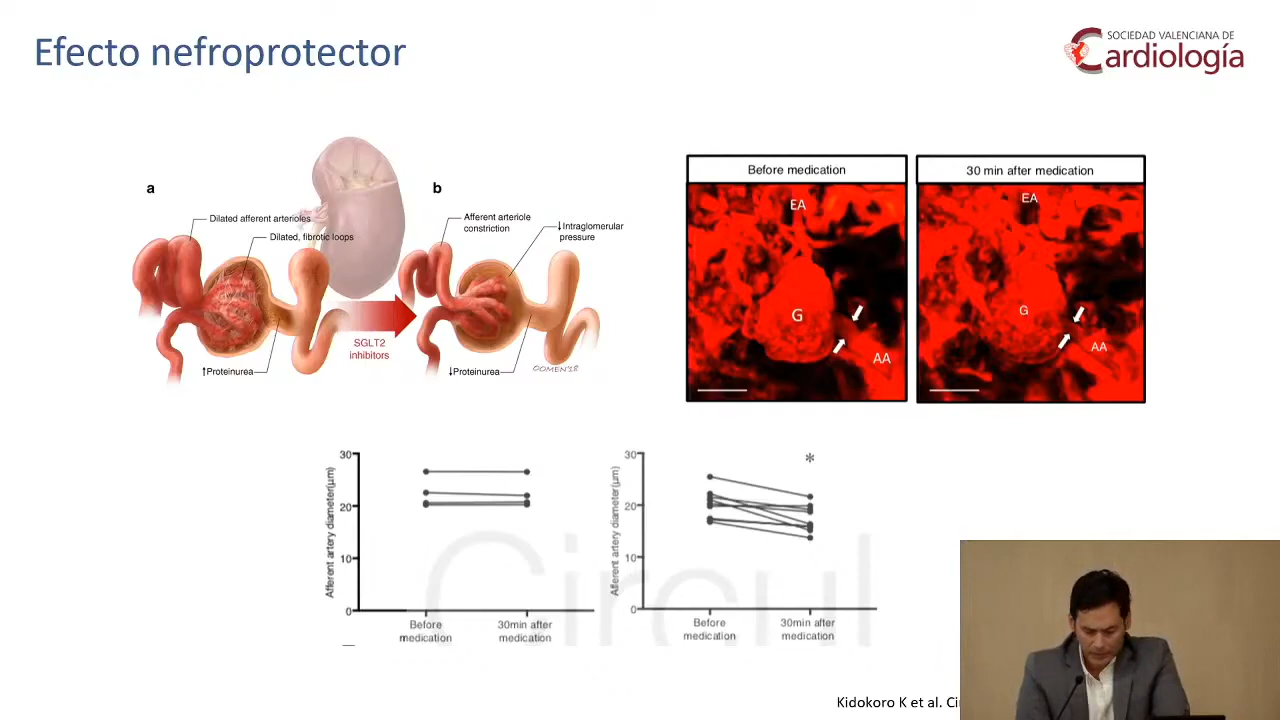 Efecto nefroprotector
SOCIEDAD VALENCIANA DE
Cardiología
a
b
Dilated afferent arterioles
Dilated, fibrotic loops
Afferent arteriole
constriction
↓Intraglomerular
pressure
SGLT2
inhibitors
↑Proteinurea
↓Proteinurea
OOMEN'18
Before medication
30 min after medication
EA
G
AA
EA
G
AA
Afferent artery diameter(µm)
30
20
10
0
Before
medication
30min after
medication
Afferent artery diameter(µm)
30
20
10
0
*
Before
medication
30min after
medication
Circul
Kidokoro K et al. Ci